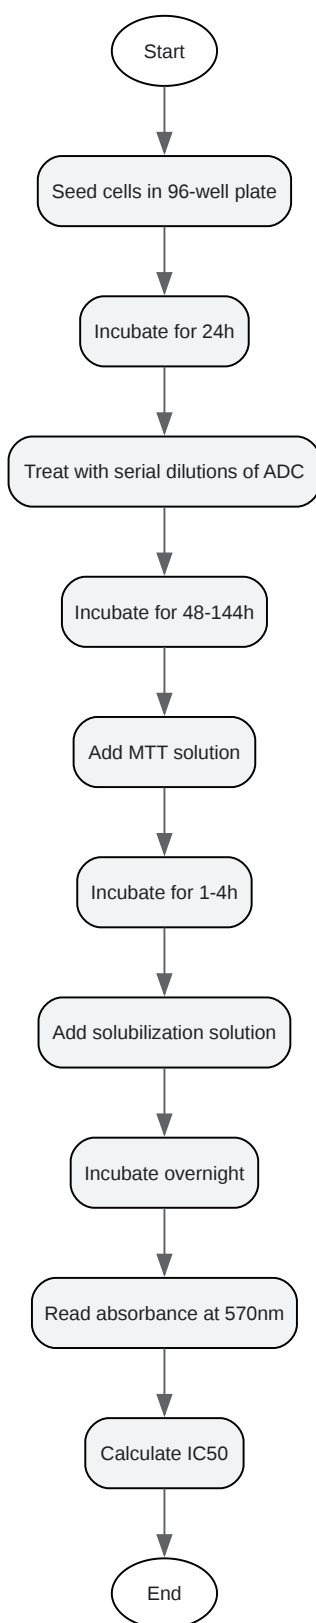 Start
Seed cells in 96-well plate
Incubate for 24h
Treat with serial dilutions of ADC
Incubate for 48-144h
Add MTT solution
Incubate for 1-4h
Add solubilization solution
Incubate overnight
Read absorbance at 570nm
Calculate IC50
End